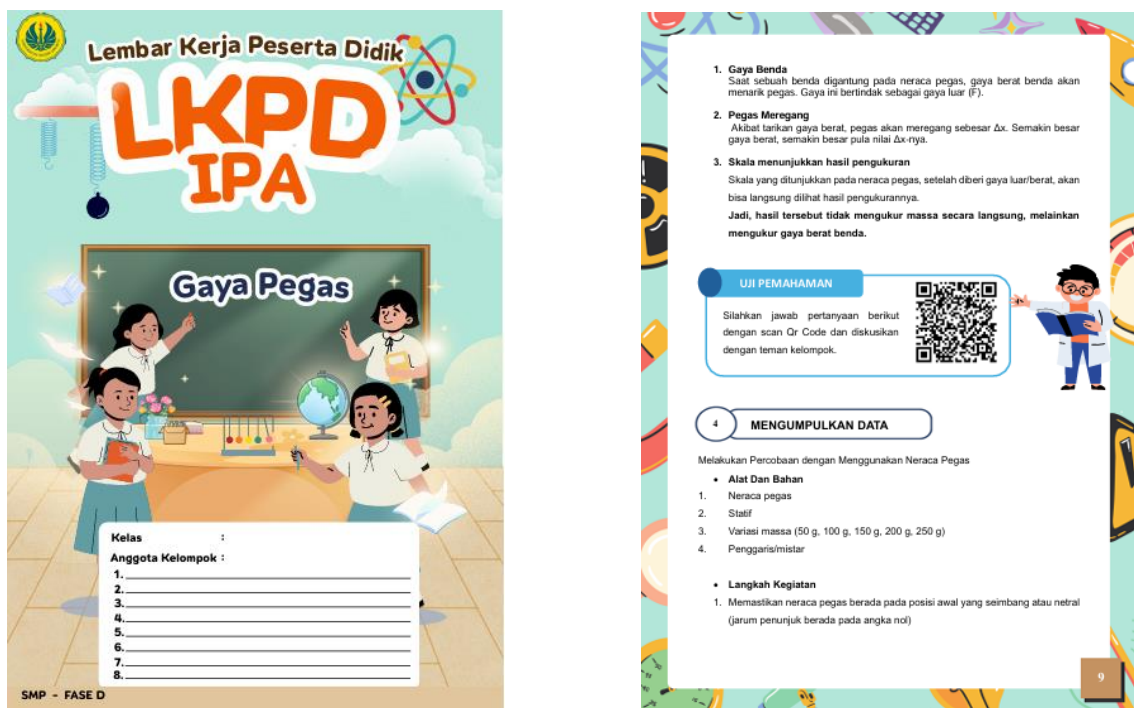 Lembar Kerja Peserta Didik
LKPD
IPA
Gaya Pegas
Kelas :
Anggota Kelompok :
1.
2.
3.
4.
5.
6.
7.
8.
SMP - FASE D
1. Gaya Benda
Saat sebuah benda digantung pada neraca pegas, gaya berat benda akan
menarik pegas. Gaya ini bertindak sebagai gaya luar (F).
2. Pegas Meregang
Akibat tarikan gaya berat, pegas akan meregang sebesar Δx. Semakin besar
gaya berat, semakin besar pula nilai Δx-nya.
3. Skala menunjukkan hasil pengukuran
Skala yang ditunjukkan pada neraca pegas, setelah diberi gaya luar/berat, akan
bisa langsung dilihat hasil pengukurannya.
Jadi, hasil tersebut tidak mengukur massa secara langsung, melainkan
mengukur gaya berat benda.
UJI PEMAHAMAN
Silahkan jawab pertanyaan berikut
dengan scan Qr Code dan diskusikan
dengan teman kelompok.
4 MENGUMPULKAN DATA
Melakukan Percobaan dengan Menggunakan Neraca Pegas
• Alat Dan Bahan
1. Neraca pegas
2. Statif
3. Variasi massa (50 g, 100 g, 150 g, 200 g, 250 g)
4. Penggaris/mistar
• Langkah Kegiatan
1. Memastikan neraca pegas berada pada posisi awal yang seimbang atau netral
(jarum penunjuk berada pada angka nol)
9